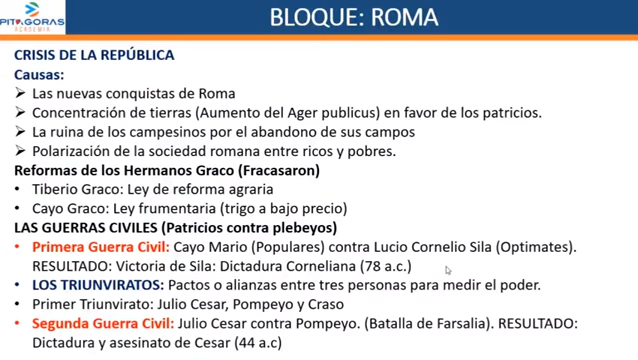 PITAGORAS
ACADEMIA
BLOQUE: ROMA
CRISIS DE LA REPÚBLICA
Causas:
➢ Las nuevas conquistas de Roma
➢ Concentración de tierras (Aumento del Ager publicus) en favor de los patricios.
➢ La ruina de los campesinos por el abandono de sus campos
➢ Polarización de la sociedad romana entre ricos y pobres.
Reformas de los Hermanos Graco (Fracasaron)
• Tiberio Graco: Ley de reforma agraria
• Cayo Graco: Ley frumentaria (trigo a bajo precio)
LAS GUERRAS CIVILES (Patricios contra plebeyos)
• Primera Guerra Civil: Cayo Mario (Populares) contra Lucio Cornelio Sila (Optimates).
RESULTADO: Victoria de Sila: Dictadura Corneliana (78 a.c.)
• LOS TRIUNVIRATOS: Pactos o alianzas entre tres personas para medir el poder.
• Primer Triunvirato: Julio Cesar, Pompeyo y Craso
• Segunda Guerra Civil: Julio Cesar contra Pompeyo. (Batalla de Farsalia). RESULTADO:
Dictadura y asesinato de Cesar (44 a.c)